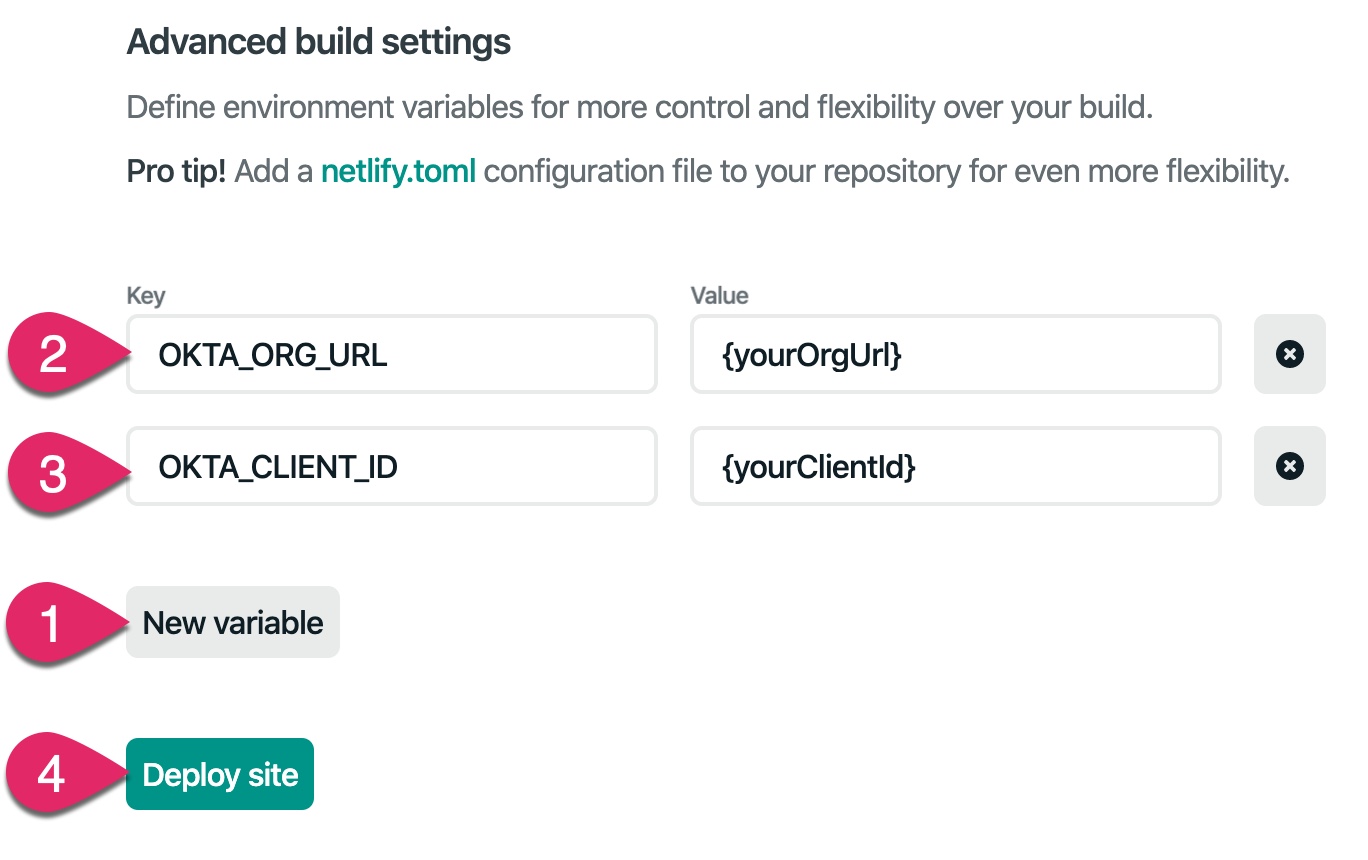 Advanced build settings
Define environment variables for more control and flexibility over your build.
Pro tip! Add a netlify.toml configuration file to your repository for even more flexibility.
Key Value
2 OKTA_ORG_URL {yourOrgUrl}
3 OKTA_CLIENT_ID {yourClientId}
1 New variable
4 Deploy site